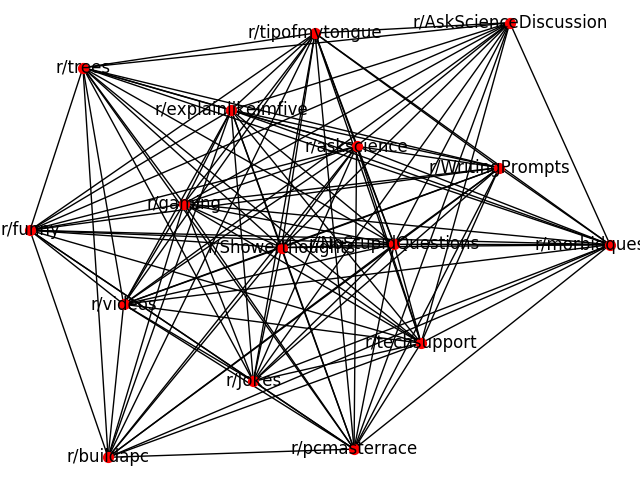 r/AskScienceDiscussion
r/tipofmytongue
r/trees
r/explainlikeimfive
r/askscience
r/WritingPrompts
r/gaming
r/funny
r/ShowerThoughts
r/NoStupidQuestions
r/morbidques
r/videos
r/techsupport
r/Jokes
r/pcmasterrace
r/buildapc